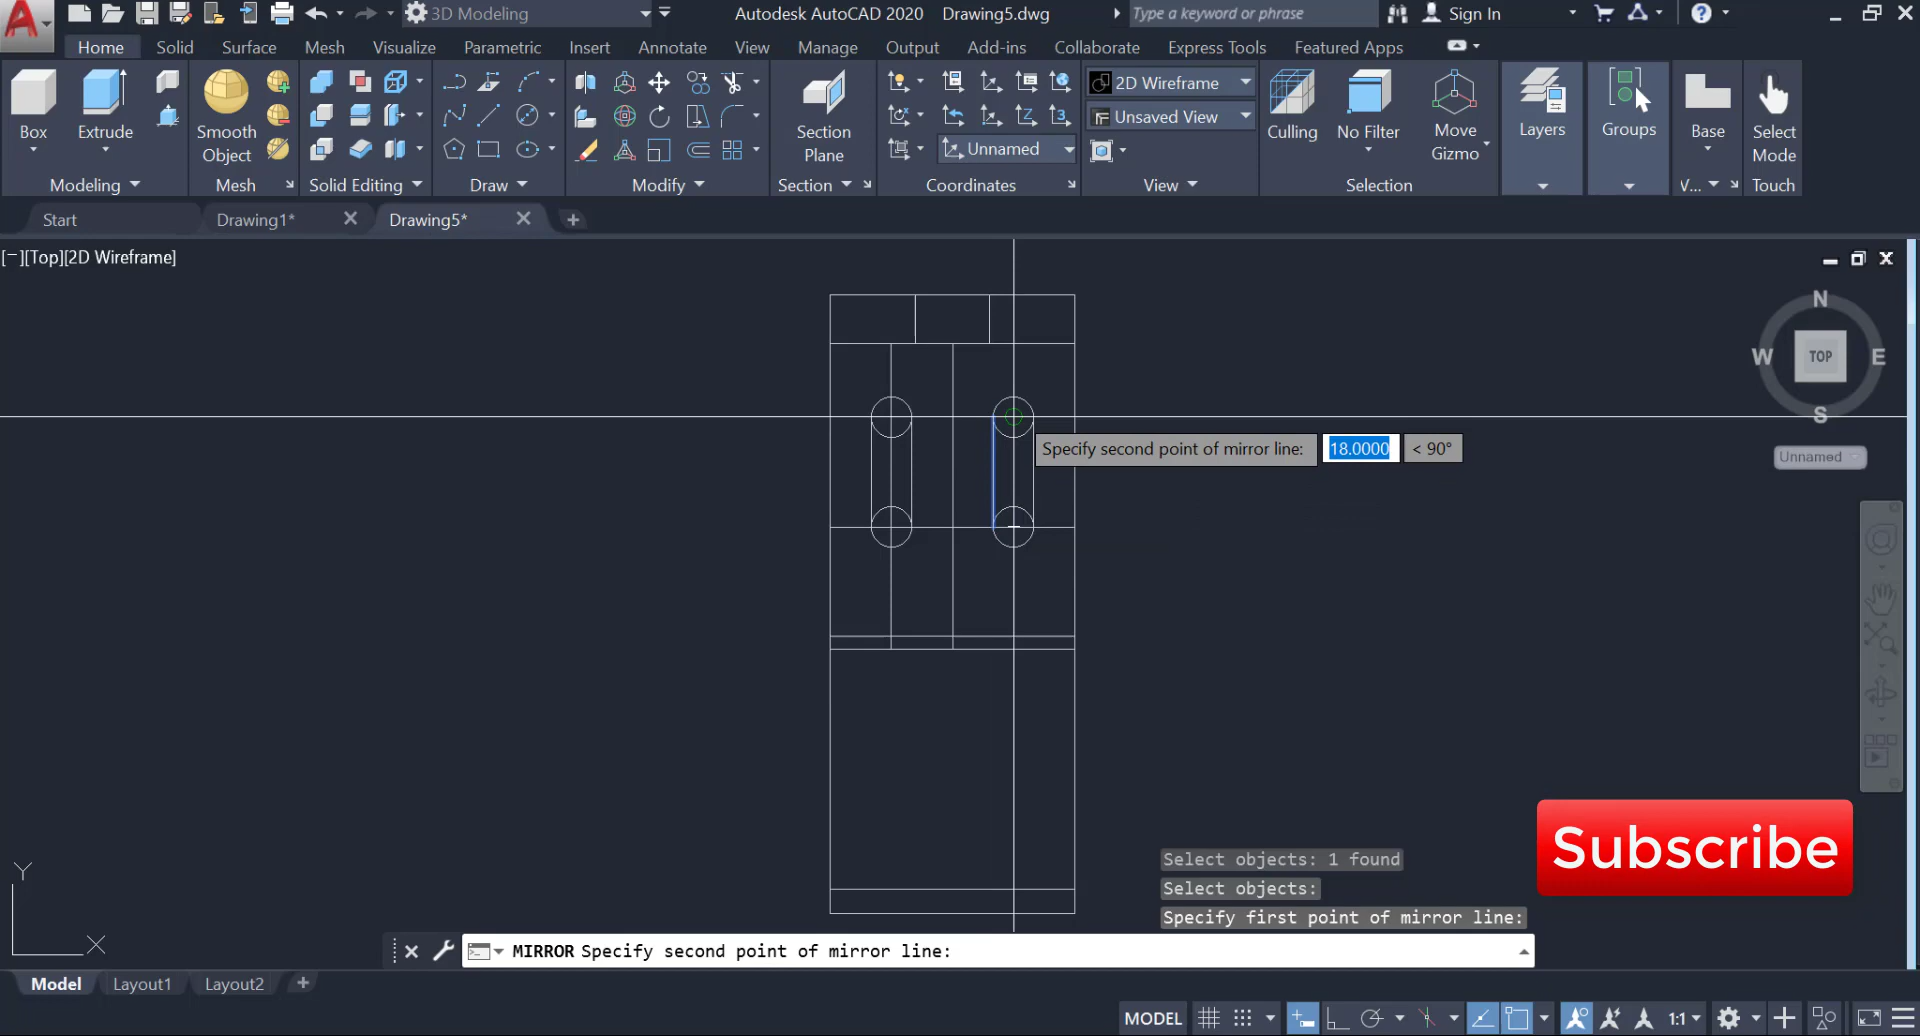 3D Modeling
Autodesk AutoCAD 2020 Drawing5.dwg
Type a keyword or phrase
Sign In
Home Solid Surface Mesh Visualize Parametric Insert Annotate View Manage Output Add-ins Collaborate Express Tools Featured Apps
Box
Extrude
Smooth
Object
Section
Plane
Unnamed
2D Wireframe
Unsaved View
Culling
No Filter
Move
Gizmo
Layers
Groups
Base
Select
Mode
Modeling
Mesh
Solid Editing
Draw
Modify
Section
Coordinates
View
Selection
V...
Touch
Start
Drawing1*
Drawing5*
[−][Top][2D Wireframe]
N
W
TOP
E
S
Unnamed
Specify second point of mirror line: 18.0000 < 90°
Subscribe
Select objects: 1 found
Select objects:
Specify first point of mirror line:
Y
X
MIRROR Specify second point of mirror line:
Model
Layout1
Layout2
MODEL
1:1